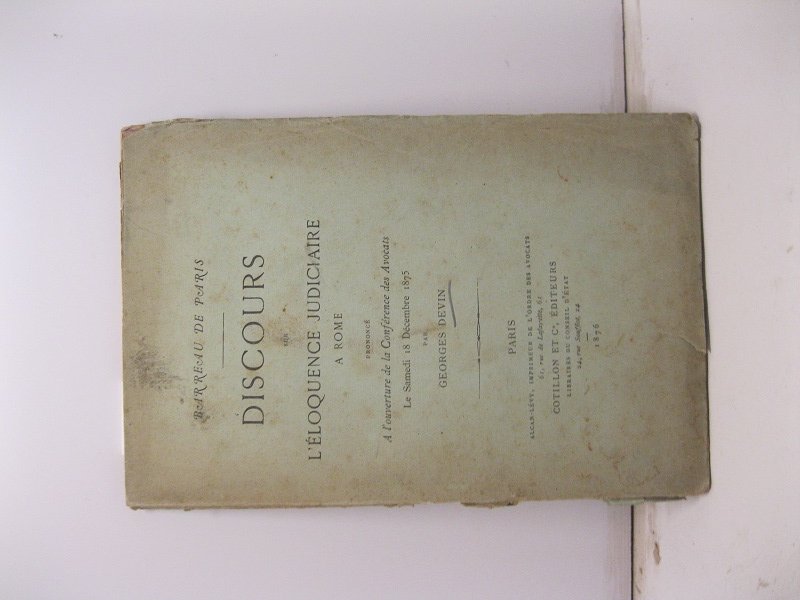 BARREAU DE PARIS
DISCOURS
SUR
L'ÉLOQUENCE JUDICIAIRE
A ROME
PRONONCÉ
A l'ouverture de la Conférence des Avocats
Le Samedi 18 Décembre 1875
PAR
GEORGES DEVIN
PARIS
ALCAN-LÉVY, IMPRIMEUR DE L'ORDRE DES AVOCATS
61, rue de Lafayette, 61
COTILLON ET Cie, ÉDITEURS
LIBRAIRES DU CONSEIL D'ÉTAT
24, rue Soufflot, 24
1876